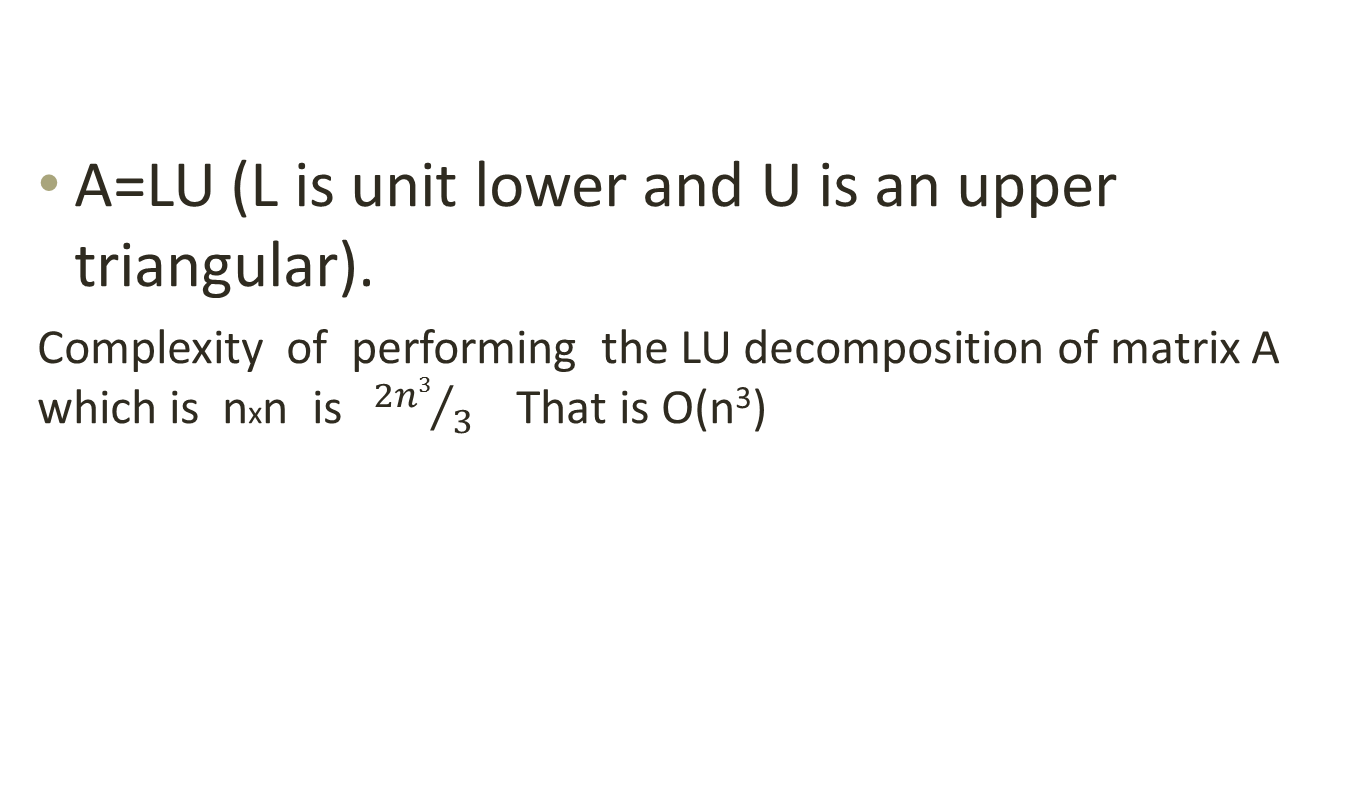 • A=LU (L is unit lower and U is an upper
triangular).
Complexity of performing the LU decomposition of matrix A
which is nxn is 2n³/3 That is O(n³)